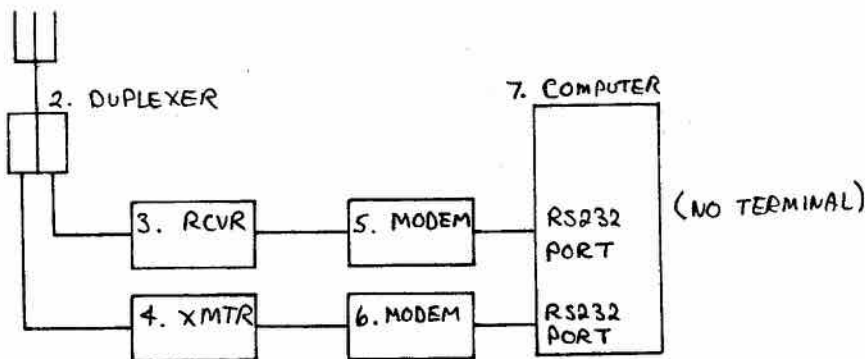 2. DUPLEXER
7. COMPUTER
(NO TERMINAL)
3. RCVR
5. MODEM
RS232
PORT
4. XMTR
6. MODEM
RS232
PORT